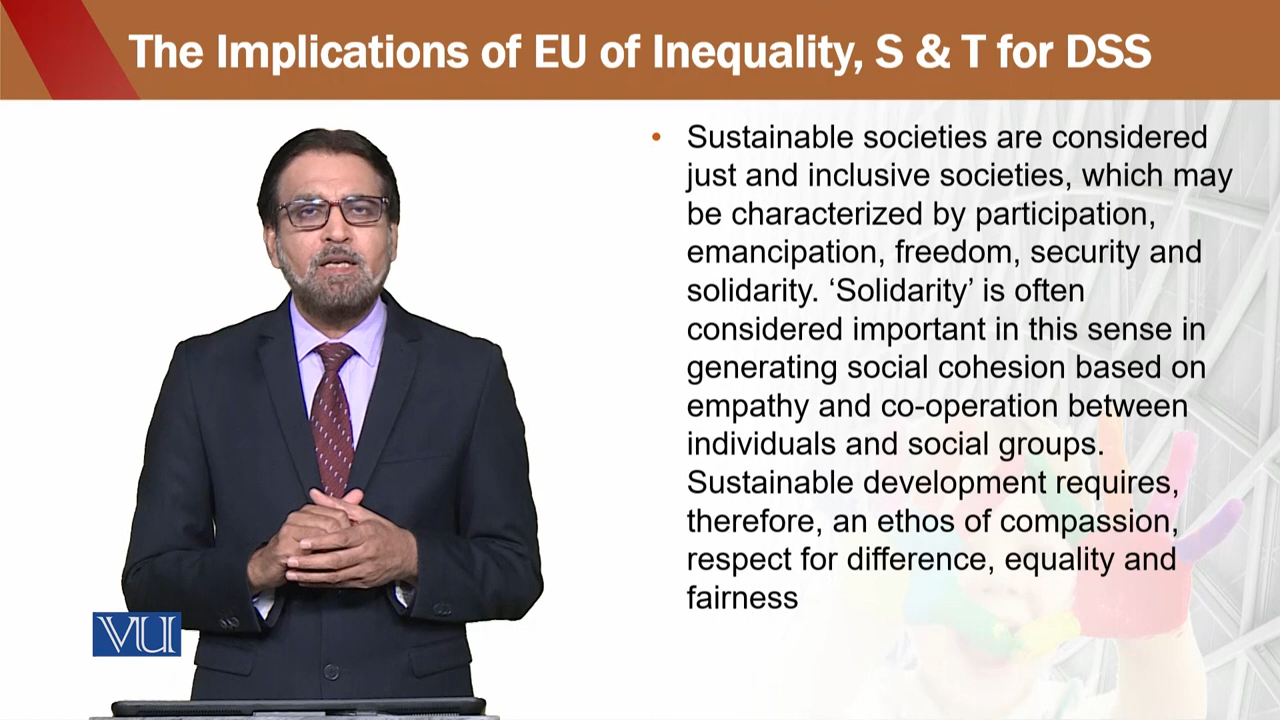 The Implications of EU of Inequality, S & T for DSS
• Sustainable societies are considered
just and inclusive societies, which may
be characterized by participation,
emancipation, freedom, security and
solidarity. ‘Solidarity’ is often
considered important in this sense in
generating social cohesion based on
empathy and co-operation between
individuals and social groups.
Sustainable development requires,
therefore, an ethos of compassion,
respect for difference, equality and
fairness
VU